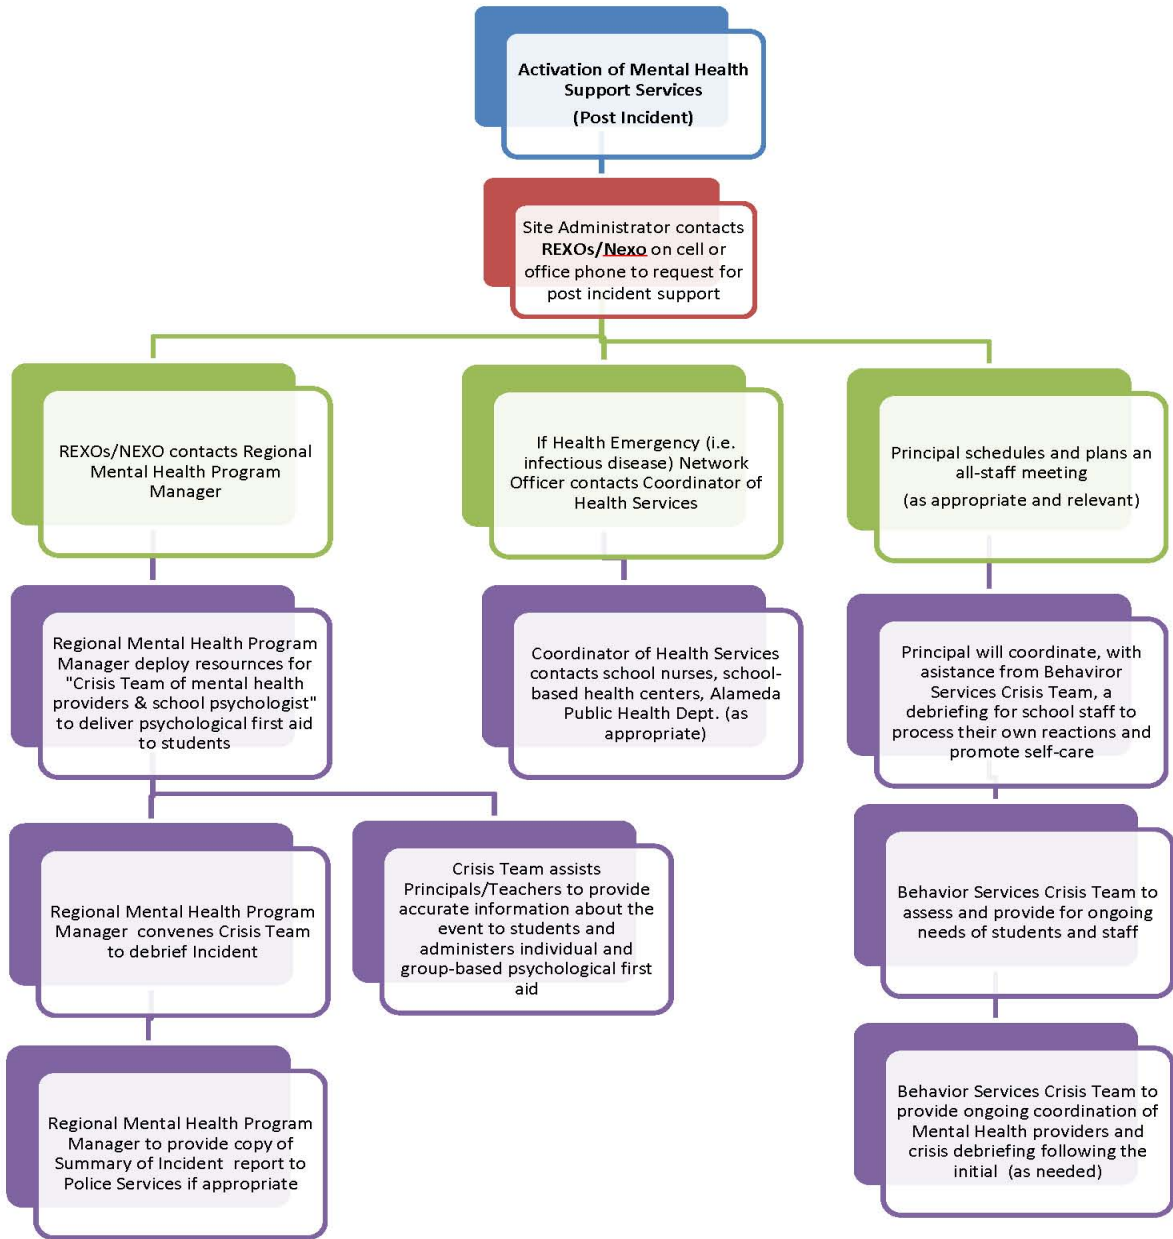 Activation of Mental Health
Support Services
(Post Incident)
Site Administrator contacts
REXOs/Nexo on cell or
office phone to request for
post incident support
REXOs/NEXO contacts Regional
Mental Health Program
Manager
If Health Emergency (i.e.
infectious disease) Network
Officer contacts Coordinator of
Health Services
Principal schedules and plans an
all-staff meeting
(as appropriate and relevant)
Regional Mental Health Program
Manager deploy resournces for
"Crisis Team of mental health
providers & school psychologist"
to deliver psychological first aid
to students
Coordinator of Health Services
contacts school nurses, school-
based health centers, Alameda
Public Health Dept. (as
appropriate)
Principal will coordinate, with
asistance from Behaviror
Services Crisis Team, a
debriefing for school staff to
process their own reactions and
promote self-care
Regional Mental Health Program
Manager convenes Crisis Team
to debrief Incident
Crisis Team assists
Principals/Teachers to provide
accurate information about the
event to students and
administers individual and
group-based psychological first
aid
Behavior Services Crisis Team to
assess and provide for ongoing
needs of students and staff
Regional Mental Health Program
Manager to provide copy of
Summary of Incident report to
Police Services if appropriate
Behavior Services Crisis Team to
provide ongoing coordination of
Mental Health providers and
crisis debriefing following the
initial (as needed)